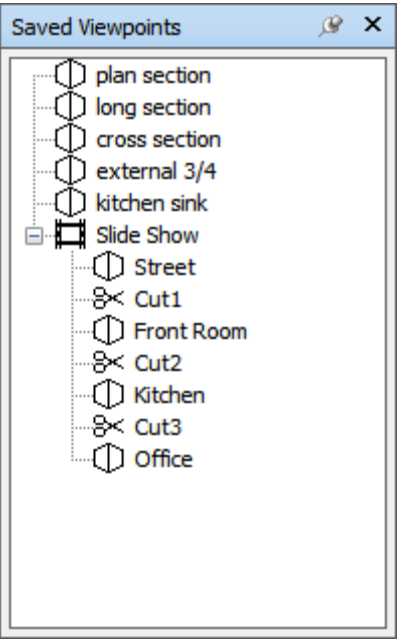 Saved Viewpoints
plan section
long section
cross section
external 3/4
kitchen sink
Slide Show
Street
Cut1
Front Room
Cut2
Kitchen
Cut3
Office